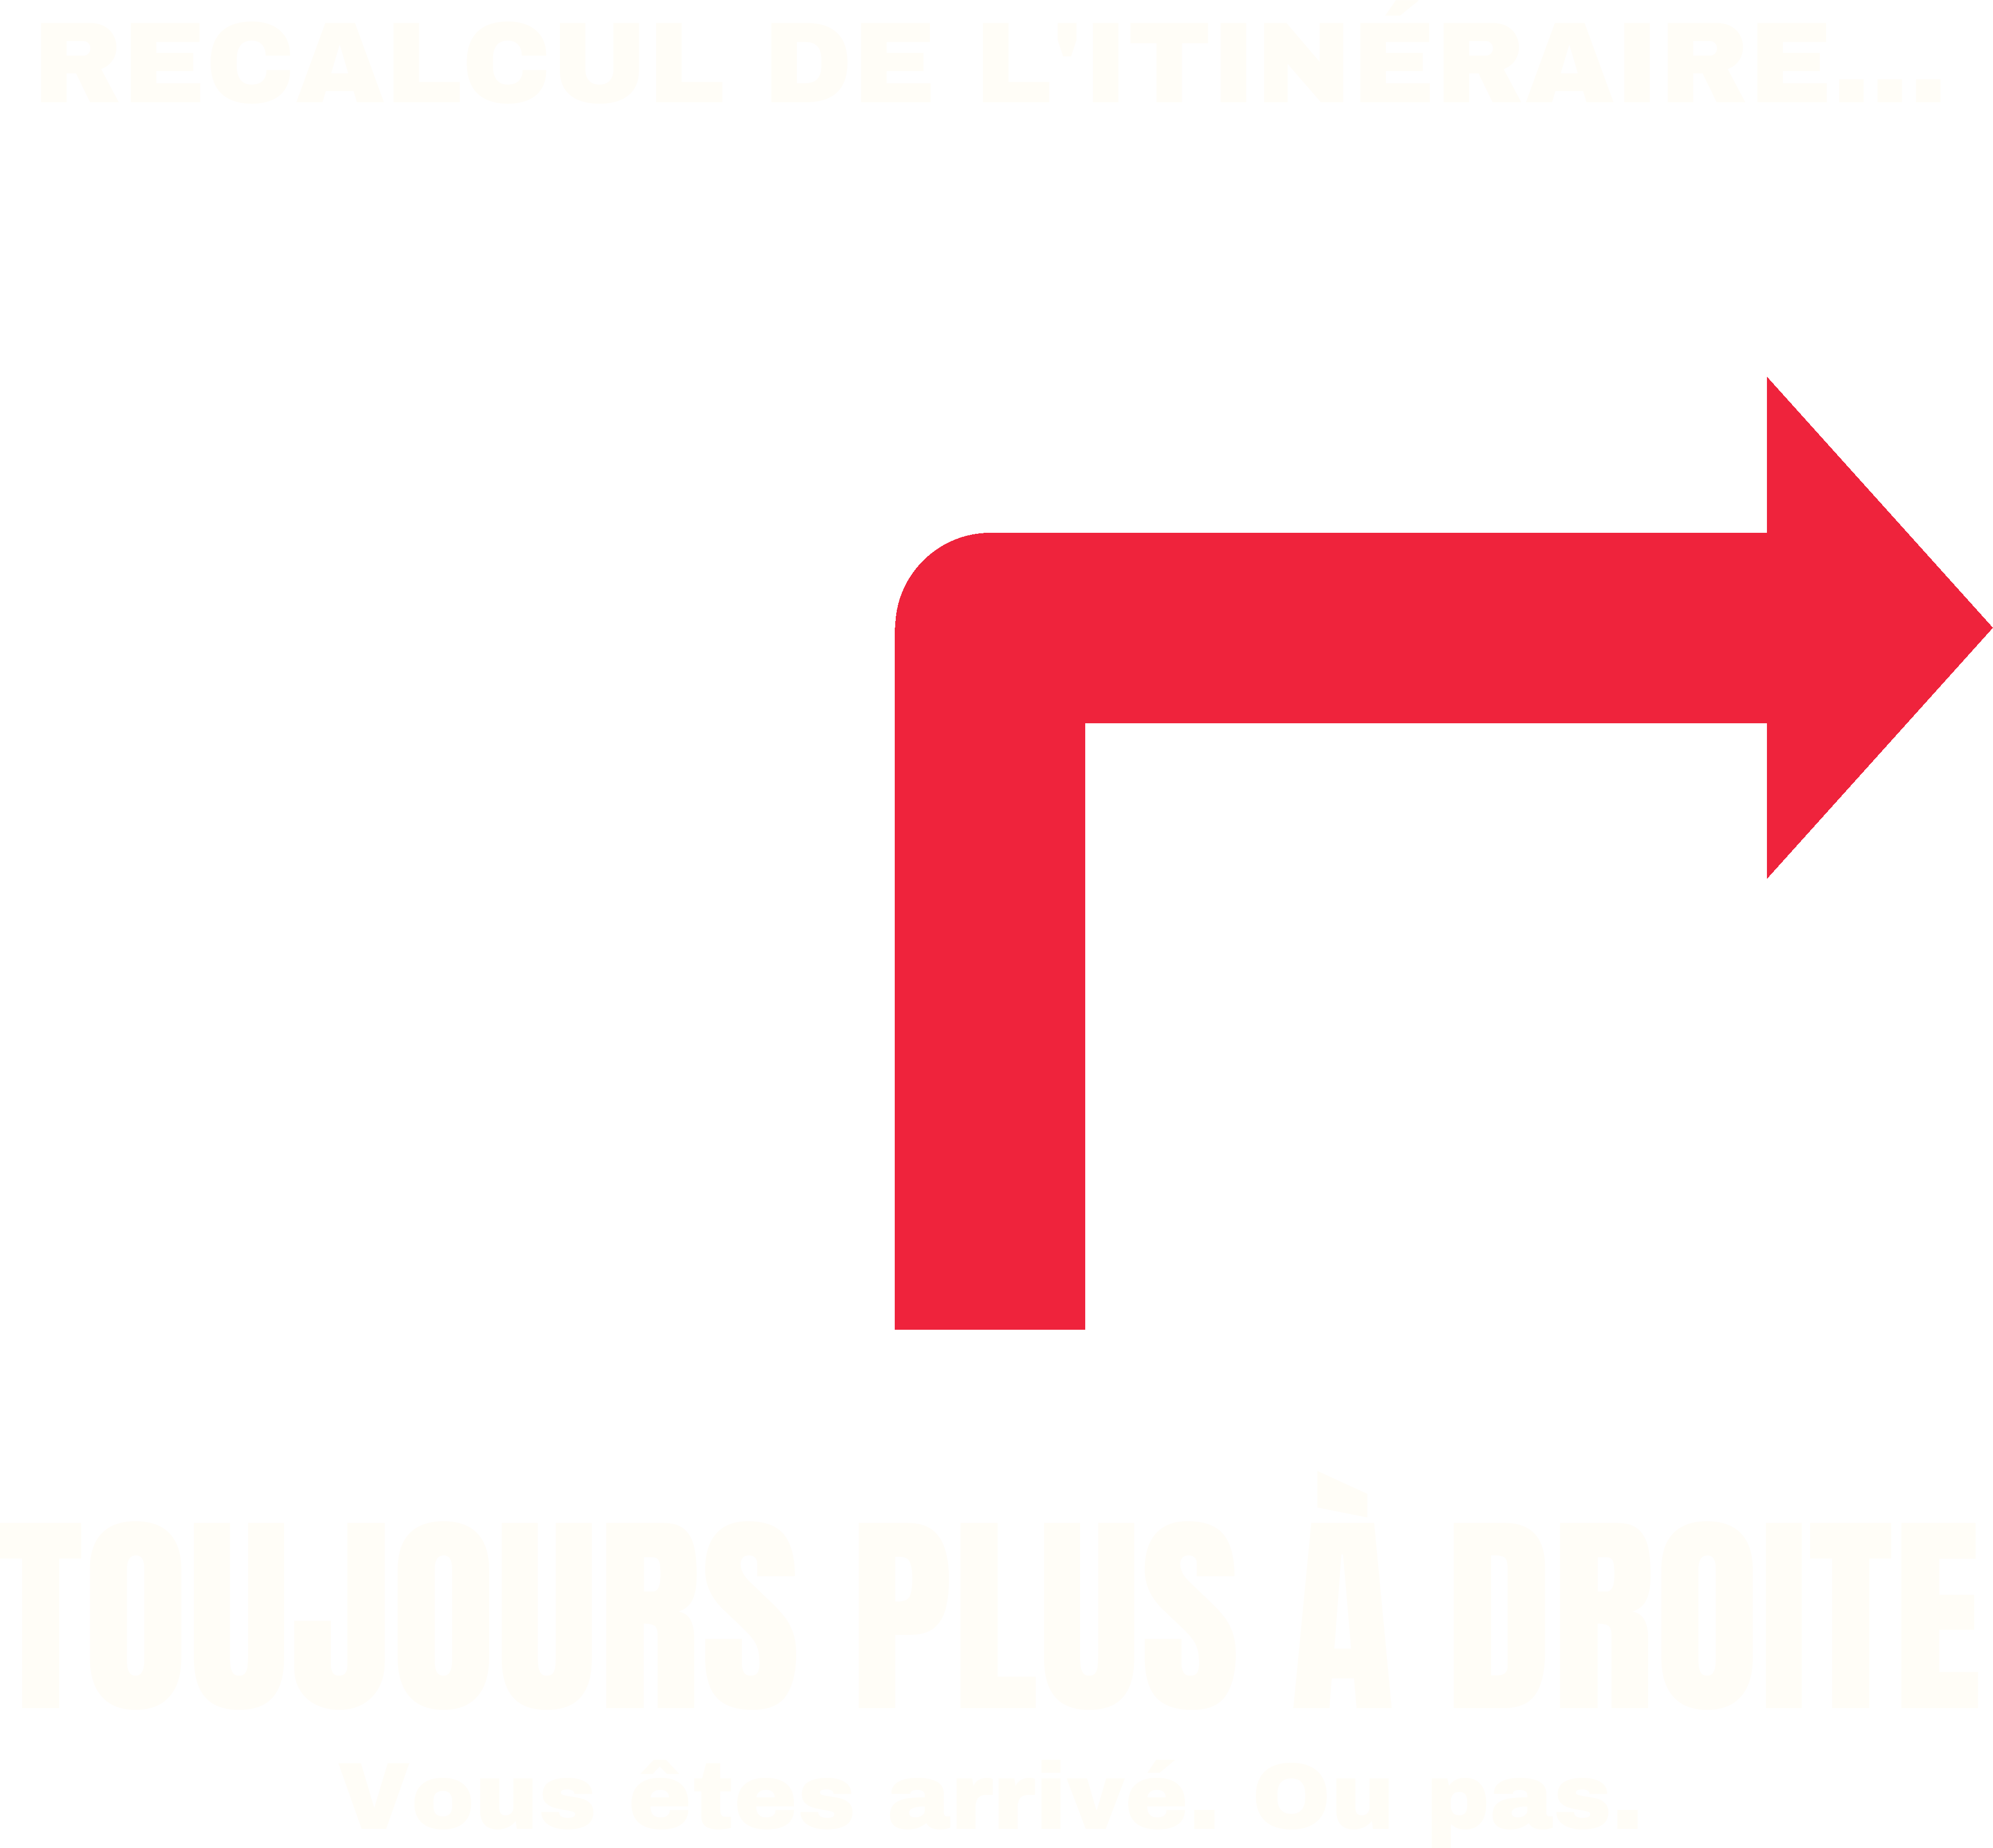 RECALCUL DE L'ITINÉRAIRE...
TOUJOURS PLUS À DROITE
Vous êtes arrivé. Ou pas.